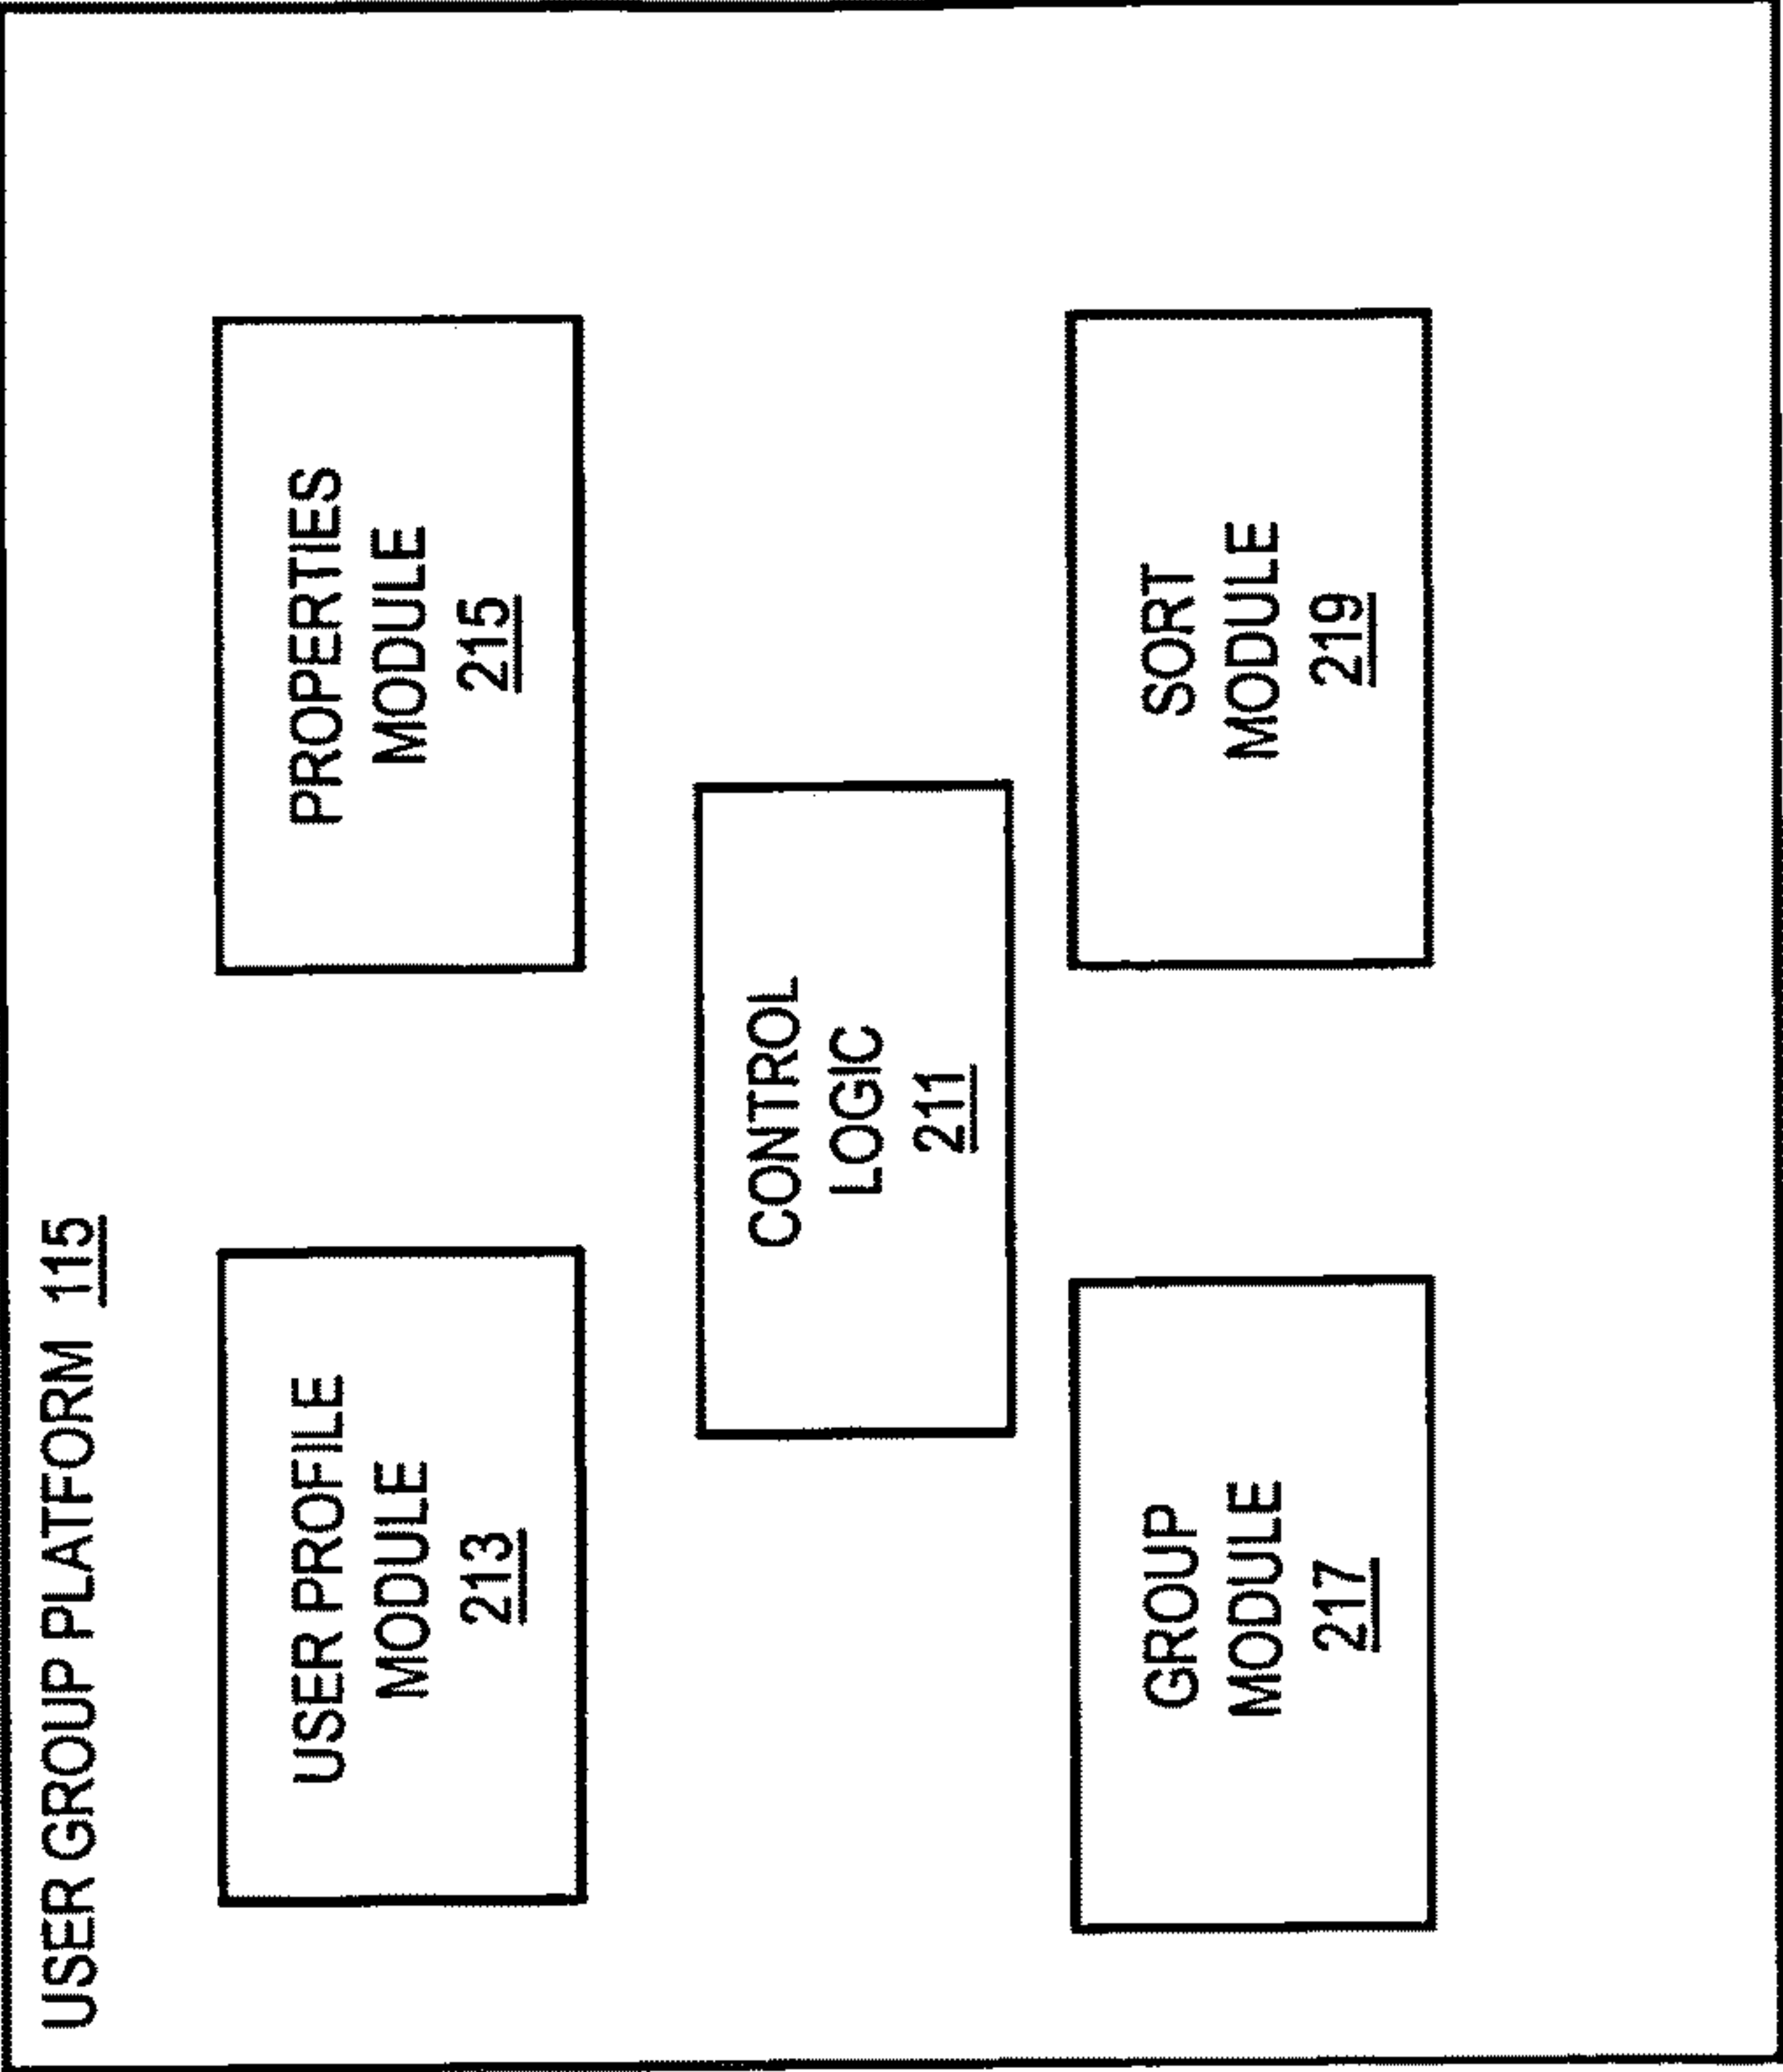 USER GROUP PLATFORM 115
USER PROFILE
MODULE
213
PROPERTIES
MODULE
215
CONTROL
LOGIC
211
GROUP
MODULE
217
SORT
MODULE
219